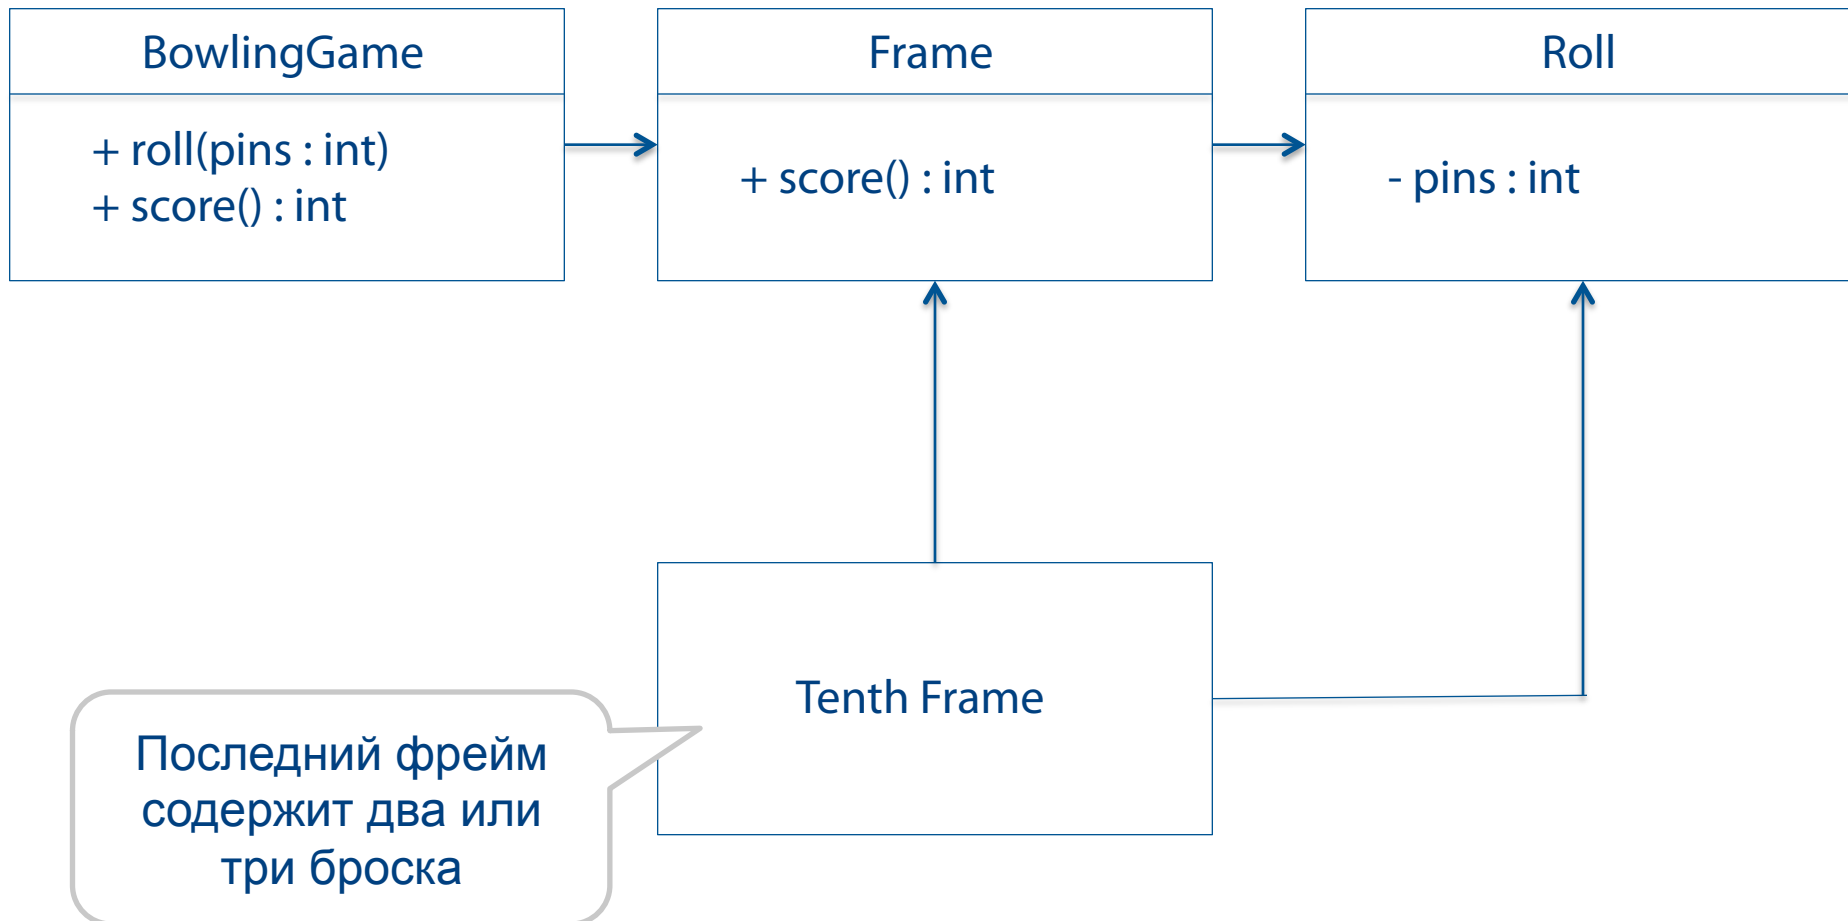 BowlingGame
+ roll(pins : int)
+ score() : int
Frame
+ score() : int
Roll
- pins : int
Tenth Frame
Последний фрейм
содержит два или
три броска